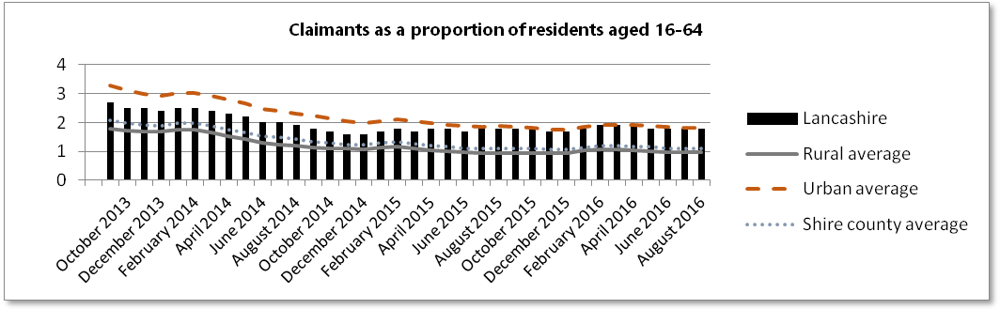 Claimants as a proportion of residents aged 16-64
4
3
2
1
0
October 2013
December 2013
February 2014
April 2014
June 2014
August 2014
October 2014
December 2014
February 2015
April 2015
June 2015
August 2015
October 2015
December 2015
February 2016
April 2016
June 2016
August 2016
Lancashire
Rural average
Urban average
Shire county average